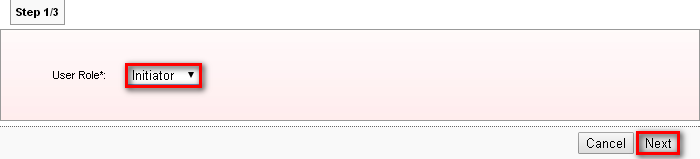 Step 1/3
User Role*: Initiator
Cancel Next